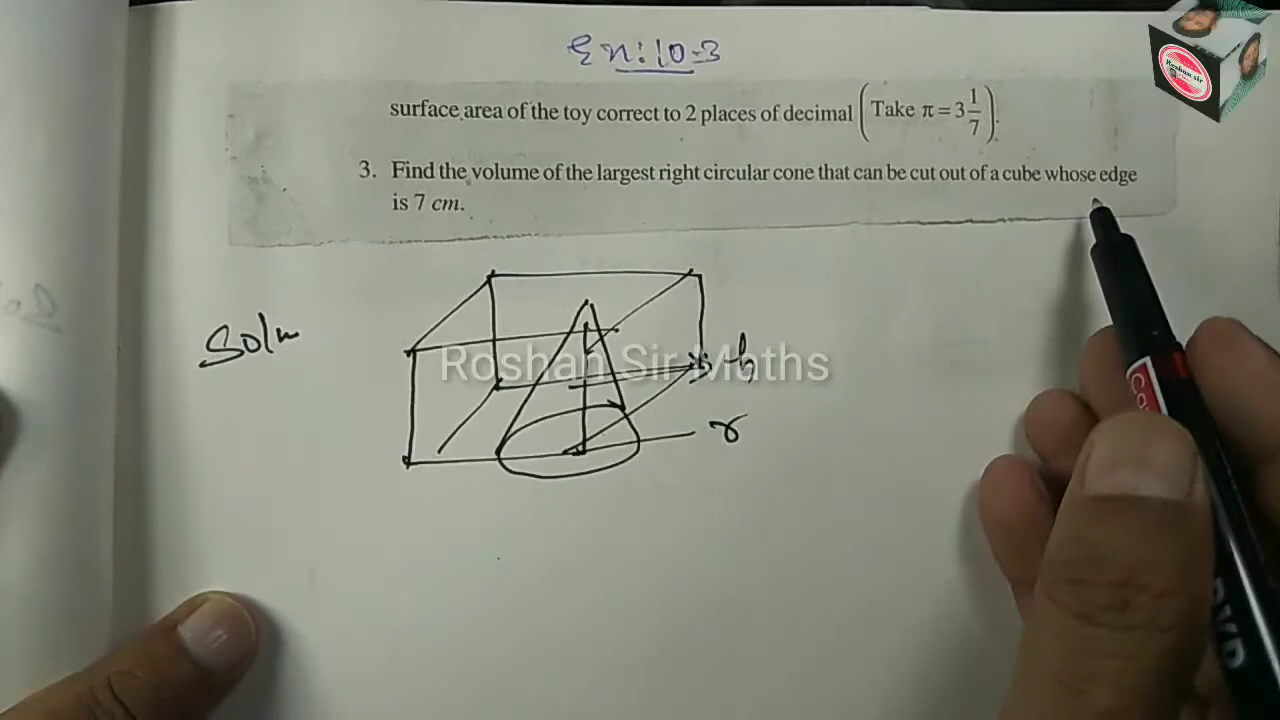 Ex: 10.3
surface area of the toy correct to 2 places of decimal (Take π = 3 1/7).
3. Find the volume of the largest right circular cone that can be cut out of a cube whose edge
is 7 cm.
Soln
Roshan Sir Maths
h
r
Roshan sir